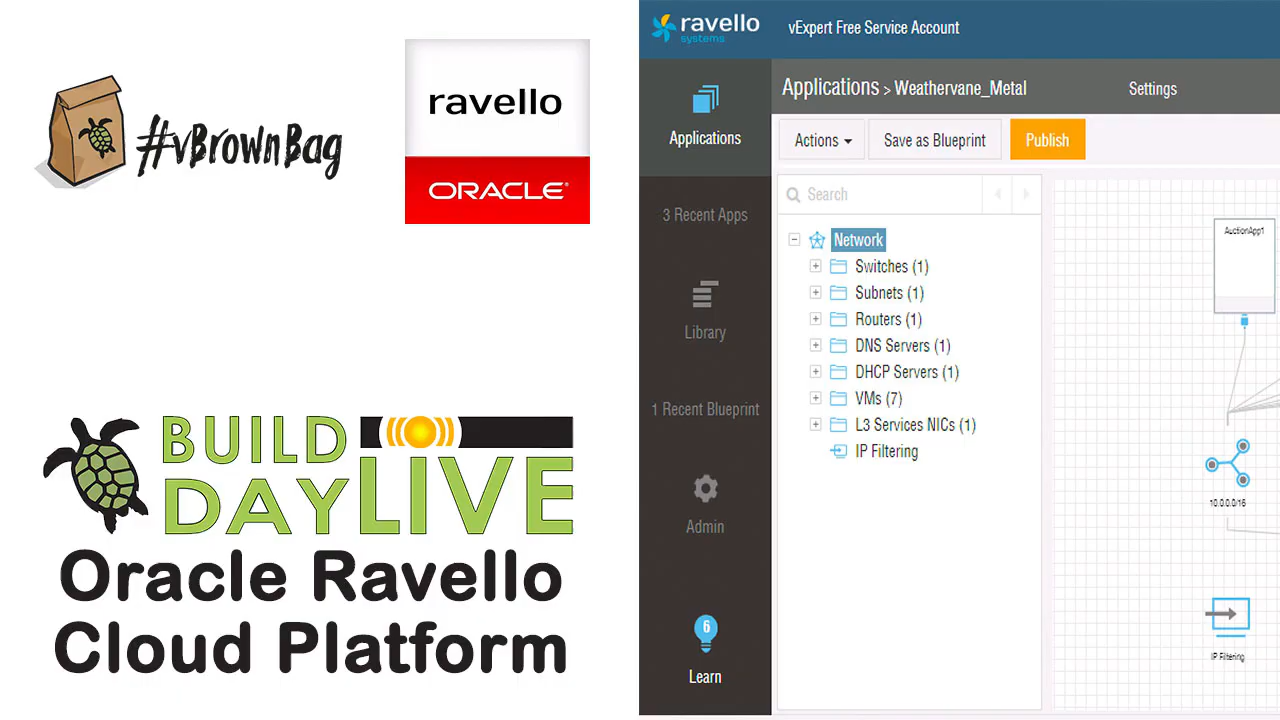 #vBrownBag
ravello
ORACLE®
BUILD
DAYLIVE
Oracle Ravello
Cloud Platform
ravello
systems
vExpert Free Service Account
Applications
3 Recent Apps
Library
1 Recent Blueprint
Admin
6
Learn
Applications > Weathervane_Metal
Settings
Actions
Save as Blueprint
Publish
Search
Network
Switches (1)
Subnets (1)
Routers (1)
DNS Servers (1)
DHCP Servers (1)
VMs (7)
L3 Services NICs (1)
IP Filtering
AuctionApp1
10.0.0.0/16
IP Filtering